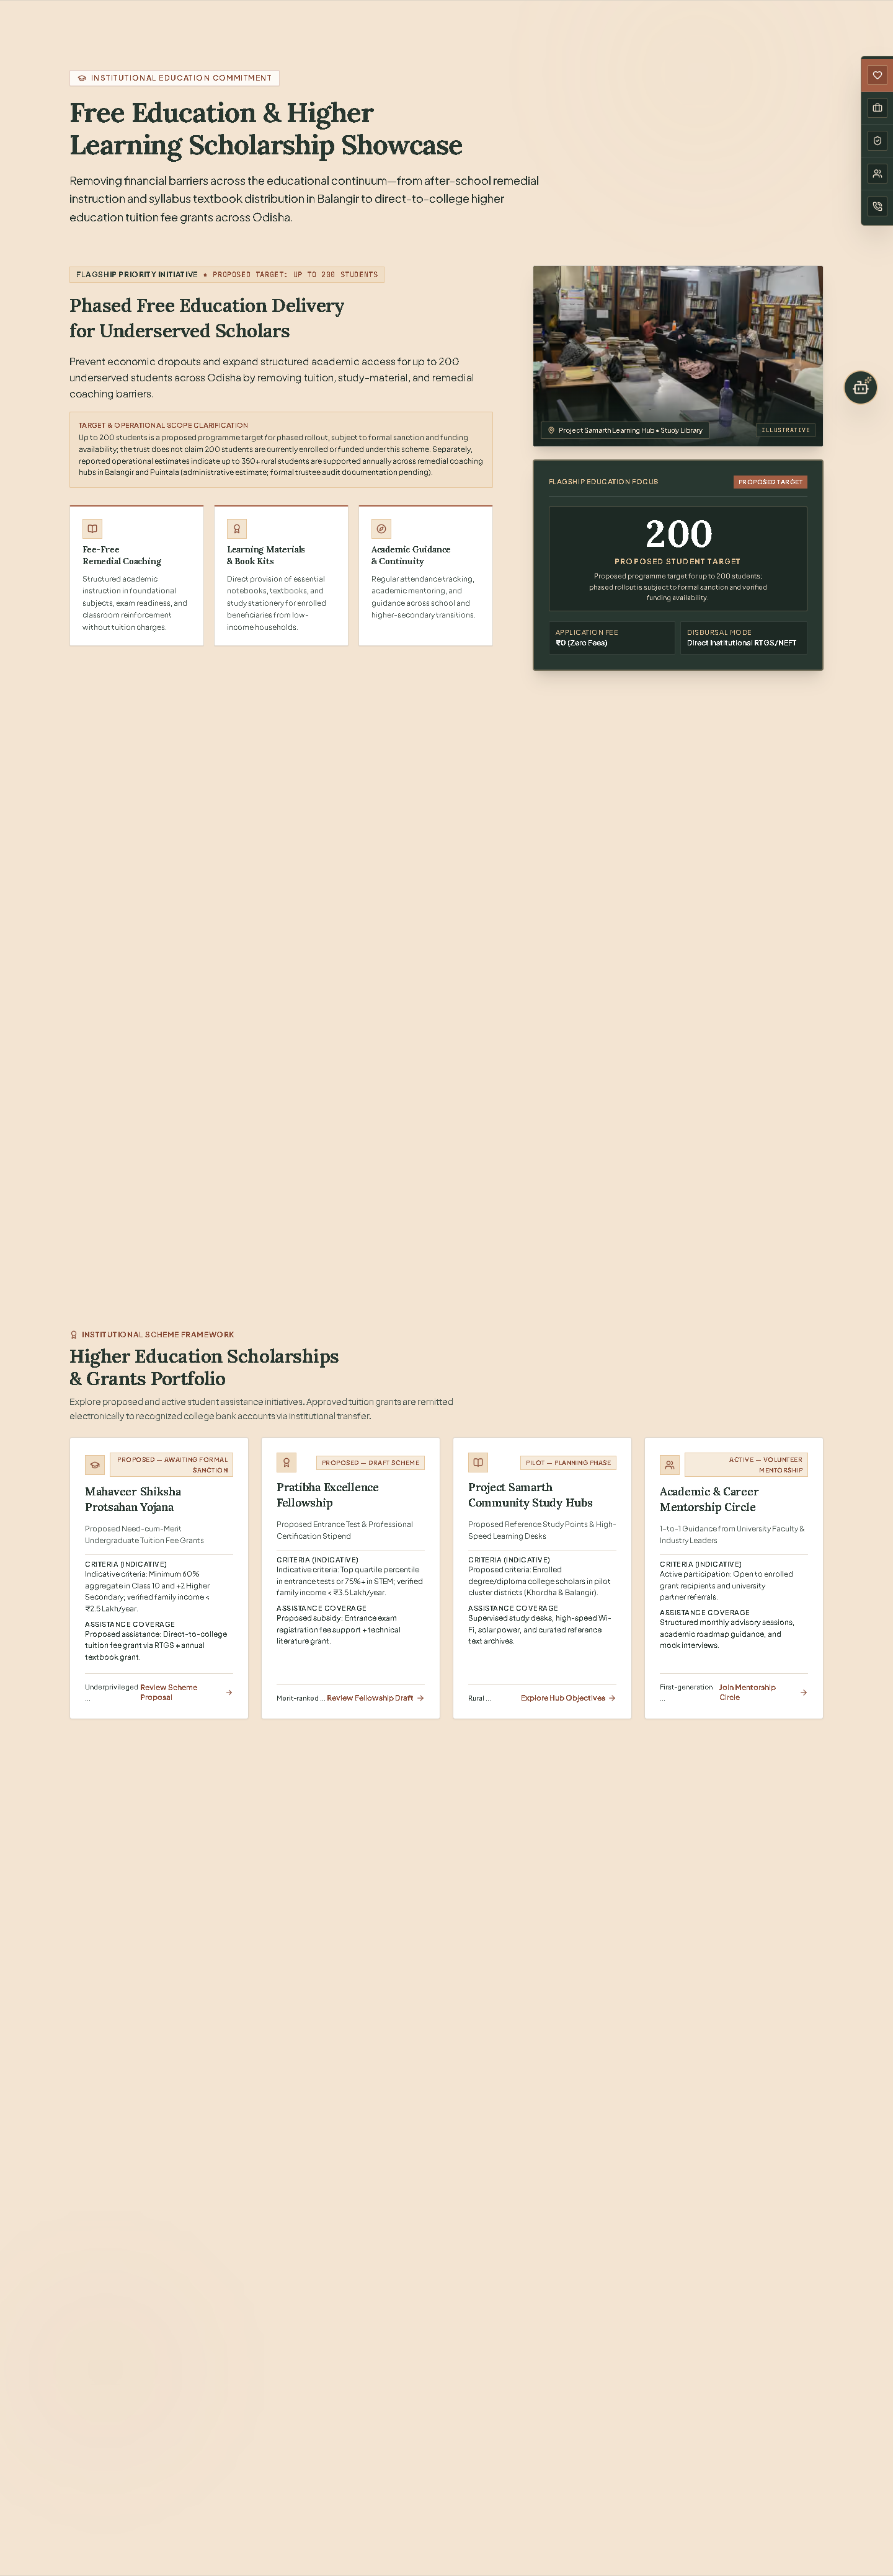 INSTITUTIONAL EDUCATION COMMITMENT
Free Education & Higher
Learning Scholarship Showcase
Removing financial barriers across the educational continuum—from after-school remedial
instruction and syllabus textbook distribution in Balangir to direct-to-college higher
education tuition fee grants across Odisha.
FLAGSHIP PRIORITY INITIATIVE • PROPOSED TARGET: UP TO 200 STUDENTS
Phased Free Education Delivery
for Underserved Scholars
Prevent economic dropouts and expand structured academic access for up to 200
underserved students across Odisha by removing tuition, study-material, and remedial
coaching barriers.
TARGET & OPERATIONAL SCOPE CLARIFICATION
Up to 200 students is a proposed programme target for phased rollout, subject to formal sanction and funding
availability; the trust does not claim 200 students are currently enrolled or funded under this scheme. Separately,
reported operational estimates indicate up to 350+ rural students are supported annually across remedial coaching
hubs in Balangir and Puintala (administrative estimate; formal trustee audit documentation pending).
Fee-Free
Remedial Coaching
Structured academic
instruction in foundational
subjects, exam readiness, and
classroom reinforcement
without tuition charges.
Learning Materials
& Book Kits
Direct provision of essential
notebooks, textbooks, and
study stationery for enrolled
beneficiaries from low-
income households.
Academic Guidance
& Continuity
Regular attendance tracking,
academic mentoring, and
guidance across school and
higher-secondary transitions.
Project Samarth Learning Hub • Study Library
ILLUSTRATIVE
FLAGSHIP EDUCATION FOCUS
PROPOSED TARGET
200
PROPOSED STUDENT TARGET
Proposed programme target for up to 200 students;
phased rollout is subject to formal sanction and verified
funding availability.
APPLICATION FEE
₹0 (Zero Fees)
DISBURSAL MODE
Direct Institutional RTGS/NEFT
INSTITUTIONAL SCHEME FRAMEWORK
Higher Education Scholarships
& Grants Portfolio
Explore proposed and active student assistance initiatives. Approved tuition grants are remitted
electronically to recognized college bank accounts via institutional transfer.
PROPOSED — AWAITING FORMAL
SANCTION
Mahaveer Shiksha
Protsahan Yojana
Proposed Need-cum-Merit
Undergraduate Tuition Fee Grants
CRITERIA (INDICATIVE)
Indicative criteria: Minimum 60%
aggregate in Class 10 and +2 Higher
Secondary; verified family income <
₹2.5 Lakh/year.
ASSISTANCE COVERAGE
Proposed assistance: Direct-to-college
tuition fee grant via RTGS + annual
textbook grant.
Underprivileged
...
Review Scheme
Proposal
PROPOSED — DRAFT SCHEME
Pratibha Excellence
Fellowship
Proposed Entrance Test & Professional
Certification Stipend
CRITERIA (INDICATIVE)
Indicative criteria: Top quartile percentile
in entrance tests or 75%+ in STEM; verified
family income < ₹3.5 Lakh/year.
ASSISTANCE COVERAGE
Proposed subsidy: Entrance exam
registration fee support + technical
literature grant.
Merit-ranked ...
Review Fellowship Draft
PILOT — PLANNING PHASE
Project Samarth
Community Study Hubs
Proposed Reference Study Points & High-
Speed Learning Desks
CRITERIA (INDICATIVE)
Proposed criteria: Enrolled
degree/diploma college scholars in pilot
cluster districts (Khordha & Balangir).
ASSISTANCE COVERAGE
Supervised study desks, high-speed Wi-
Fi, solar power, and curated reference
text archives.
Rural ...
Explore Hub Objectives
ACTIVE — VOLUNTEER
MENTORSHIP
Academic & Career
Mentorship Circle
1-to-1 Guidance from University Faculty &
Industry Leaders
CRITERIA (INDICATIVE)
Active participation: Open to enrolled
grant recipients and university
partner referrals.
ASSISTANCE COVERAGE
Structured monthly advisory sessions,
academic roadmap guidance, and
mock interviews.
First-generation
...
Join Mentorship
Circle